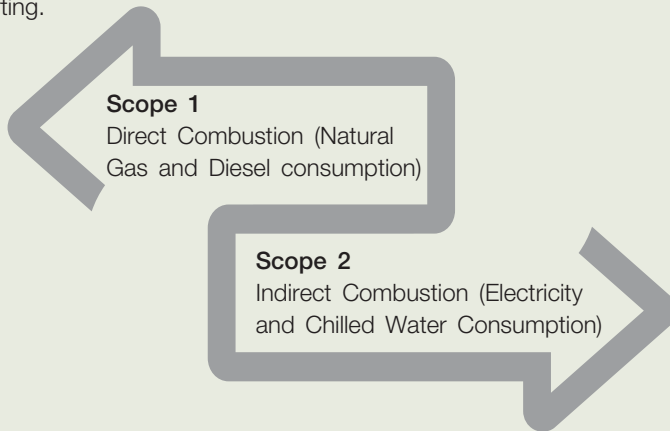 ting.
Scope 1
Direct Combustion (Natural
Gas and Diesel consumption)
Scope 2
Indirect Combustion (Electricity
and Chilled Water Consumption)